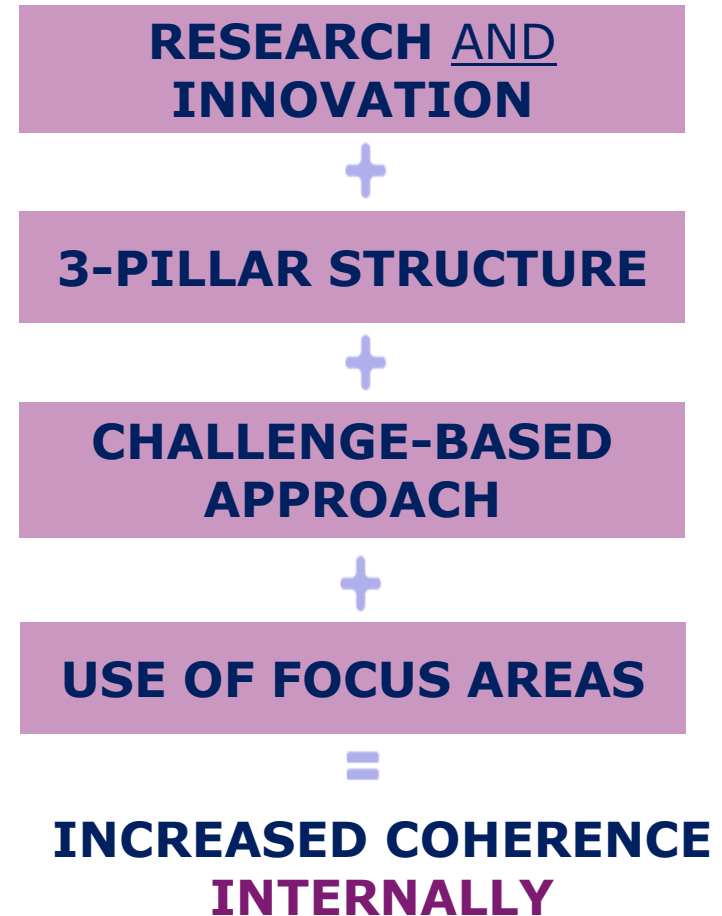 RESEARCH AND
INNOVATION
+
3-PILLAR STRUCTURE
+
CHALLENGE-BASED
APPROACH
+
USE OF FOCUS AREAS
=
INCREASED COHERENCE
INTERNALLY